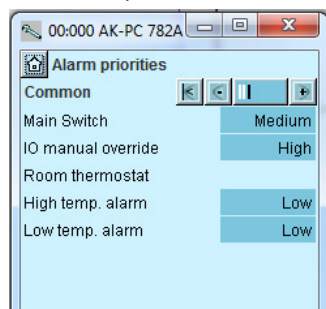 00:000 AK-PC 782A
Alarm priorities
Common
Main Switch Medium
IO manual override High
Room thermostat
High temp. alarm Low
Low temp. alarm Low